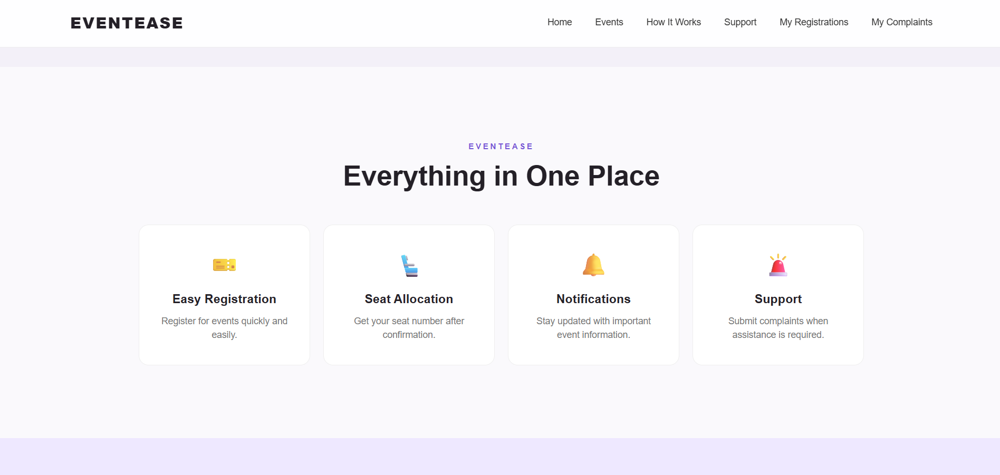 EVENTEASE
Home
Events
How It Works
Support
My Registrations
My Complaints
EVENTEASE
Everything in One Place
Easy Registration
Register for events quickly and
easily.
Seat Allocation
Get your seat number after
confirmation.
Notifications
Stay updated with important
event information.
Support
Submit complaints when
assistance is required.